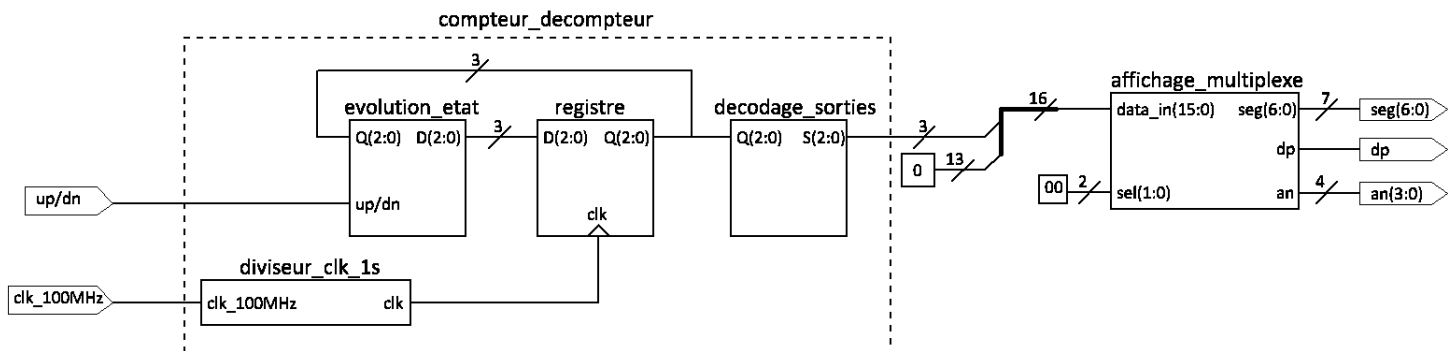 compteur_decompteur
3
evolution_etat
registre
decodage_sorties
affichage_multiplexe
Q(2:0) D(2:0)
3
D(2:0) Q(2:0)
Q(2:0) S(2:0)
3
16
data_in(15:0) seg(6:0)
7
seg(6:0)
0
13
dp
dp
up/dn
up/dn
clk
00
2
sel(1:0) an
4
an(3:0)
diviseur_clk_1s
clk_100MHz
clk_100MHz clk